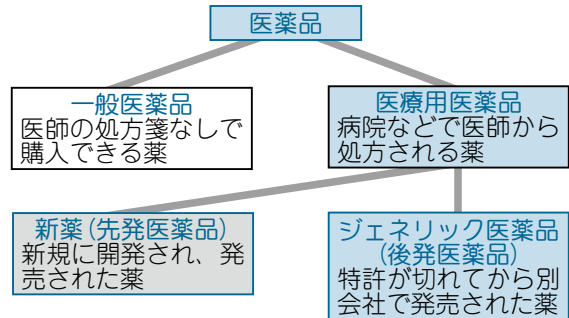 医薬品
一般医薬品
医師の処方箋なしで
購入できる薬
医療用医薬品
病院などで医師から
処方される薬
新薬(先発医薬品)
新規に開発され、発
売された薬
ジェネリック医薬品
(後発医薬品)
特許が切れてから別
会社で発売された薬